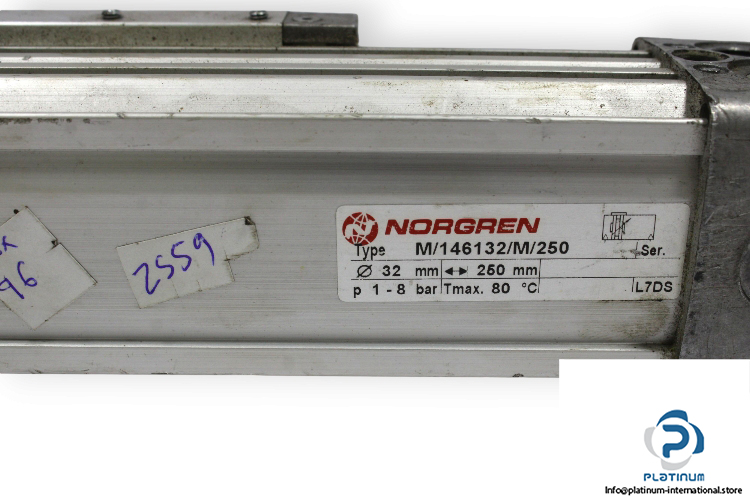 NORGREN
Type M/146132/M/250 Ser.
Ø 32 mm ↔ 250 mm
p 1 - 8 bar Tmax. 80 °C L7DS
2559
96
PLATINUM
Info@platinum-international.store